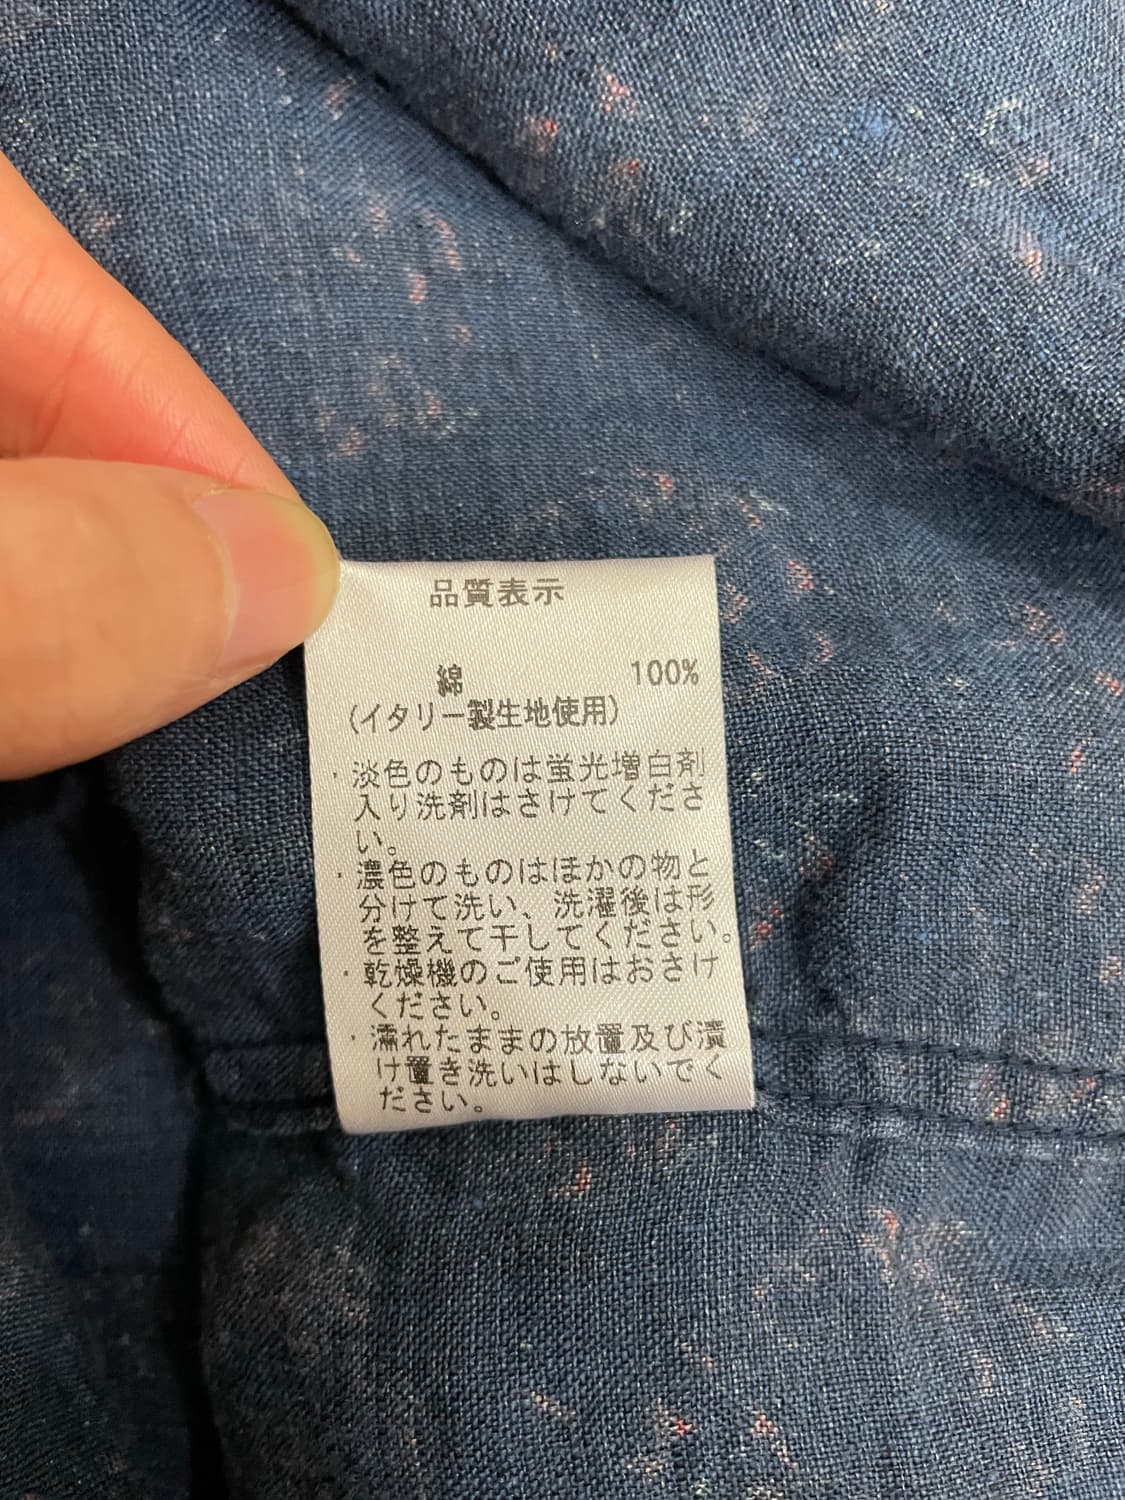 品質表示
綿 100%
(イタリー製生地使用)
・淡色のものは蛍光増白剤
入り洗剤はさけてくださ
い。
・濃色のものはほかの物と
分けて洗い、洗濯後は形
を整えて干してください。
・乾燥機のご使用はおさけ
ください。
・濡れたままの放置及び漬
け置き洗いはしないでく
ださい。